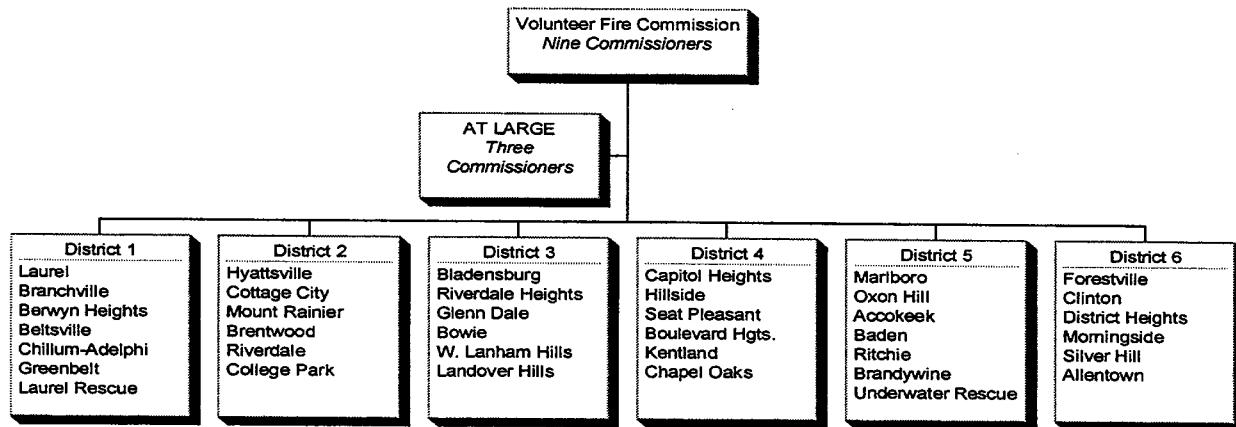 Volunteer Fire Commission
Nine Commissioners
AT LARGE
Three
Commissioners
District 1
Laurel
Branchville
Berwyn Heights
Beltsville
Chillum-Adelphi
Greenbelt
Laurel Rescue
District 2
Hyattsville
Cottage City
Mount Rainier
Brentwood
Riverdale
College Park
District 3
Bladensburg
Riverdale Heights
Glenn Dale
Bowie
W. Lanham Hills
Landover Hills
District 4
Capitol Heights
Hillside
Seat Pleasant
Boulevard Hgts.
Kentland
Chapel Oaks
District 5
Marlboro
Oxon Hill
Accokeek
Baden
Ritchie
Brandywine
Underwater Rescue
District 6
Forestville
Clinton
District Heights
Morningside
Silver Hill
Allentown